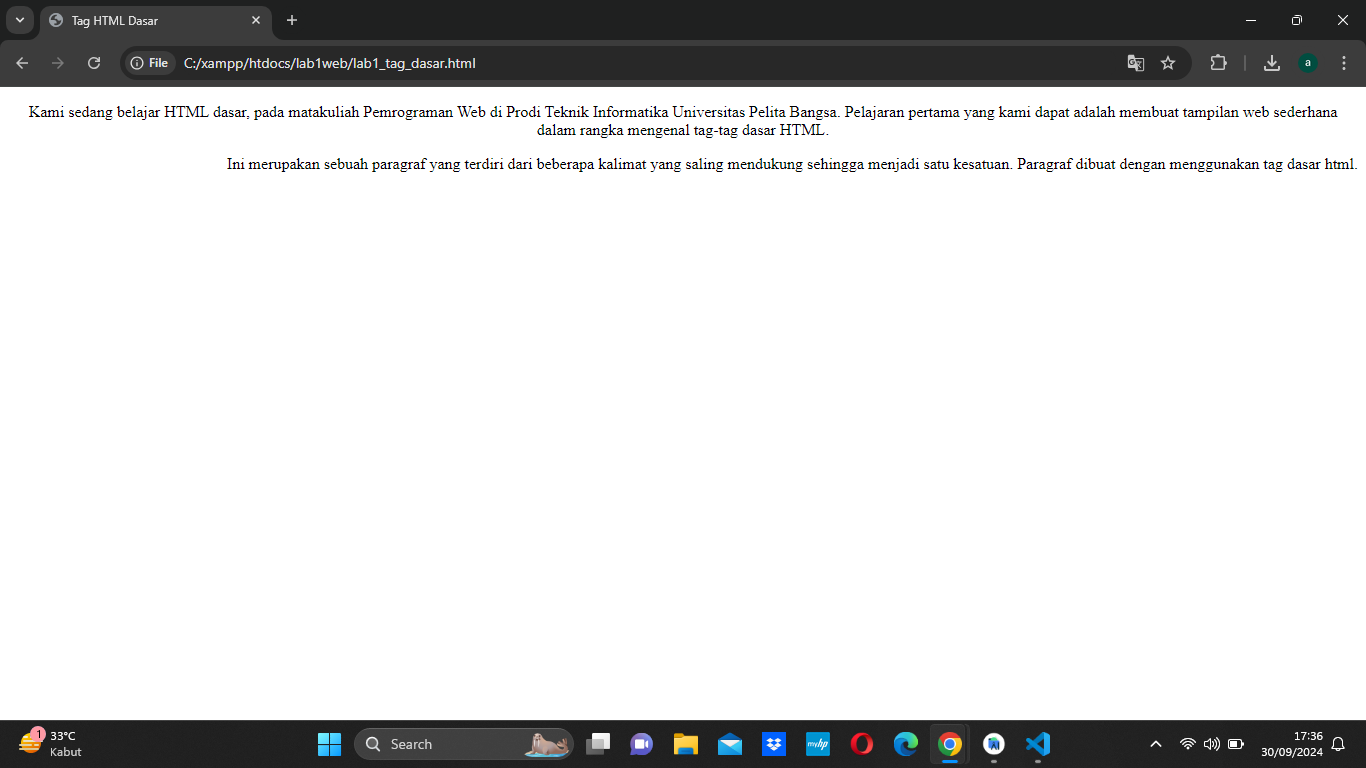 Tag HTML Dasar
File
C:/xampp/htdocs/lab1web/lab1_tag_dasar.html
a
Kami sedang belajar HTML dasar, pada matakuliah Pemrograman Web di Prodi Teknik Informatika Universitas Pelita Bangsa. Pelajaran pertama yang kami dapat adalah membuat tampilan web sederhana
dalam rangka mengenal tag-tag dasar HTML.
Ini merupakan sebuah paragraf yang terdiri dari beberapa kalimat yang saling mendukung sehingga menjadi satu kesatuan. Paragraf dibuat dengan menggunakan tag dasar html.
1
33°C
Kabut
Search
myhp
17:36
30/09/2024